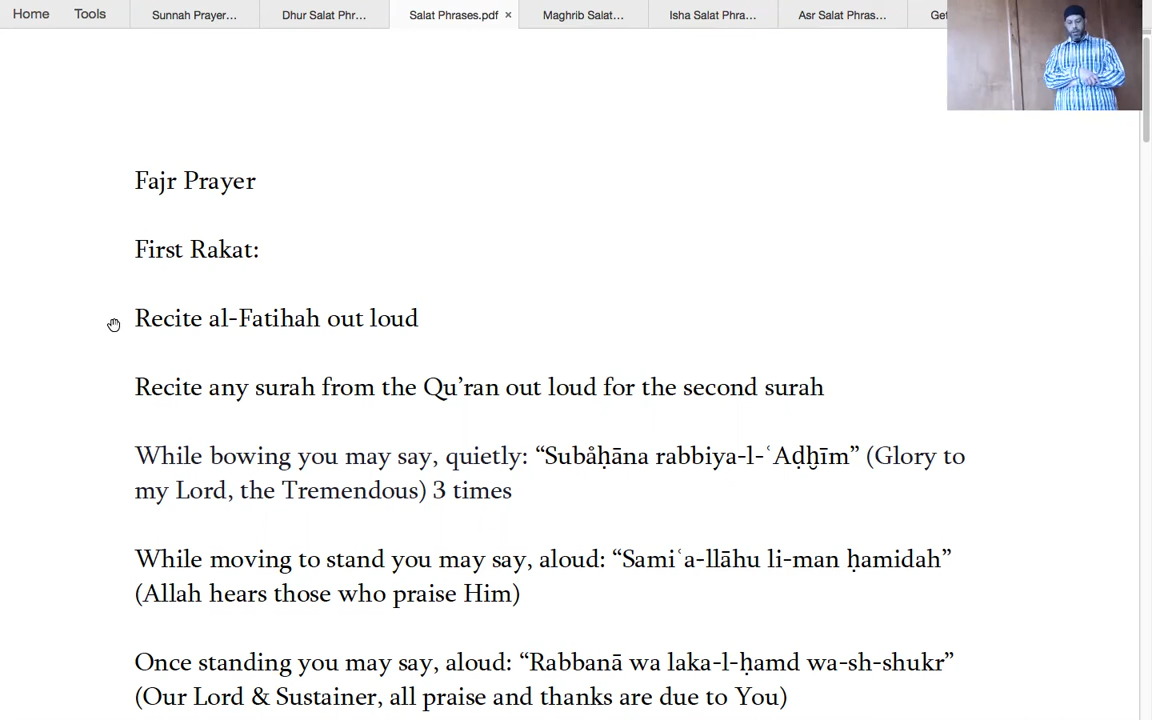 Home Tools Sunnah Prayer... Dhur Salat Phr... Salat Phrases.pdf × Maghrib Salat... Isha Salat Phra... Asr Salat Phras... Get
Fajr Prayer
First Rakat:
Recite al-Fatihah out loud
Recite any surah from the Qu’ran out loud for the second surah
While bowing you may say, quietly: “Subåḥāna rabbiya-l-ʿAḍḫīm” (Glory to
my Lord, the Tremendous) 3 times
While moving to stand you may say, aloud: “Samiʿa-llāhu li-man ḥamidah”
(Allah hears those who praise Him)
Once standing you may say, aloud: “Rabbanā wa laka-l-ḥamd wa-sh-shukr”
(Our Lord & Sustainer, all praise and thanks are due to You)